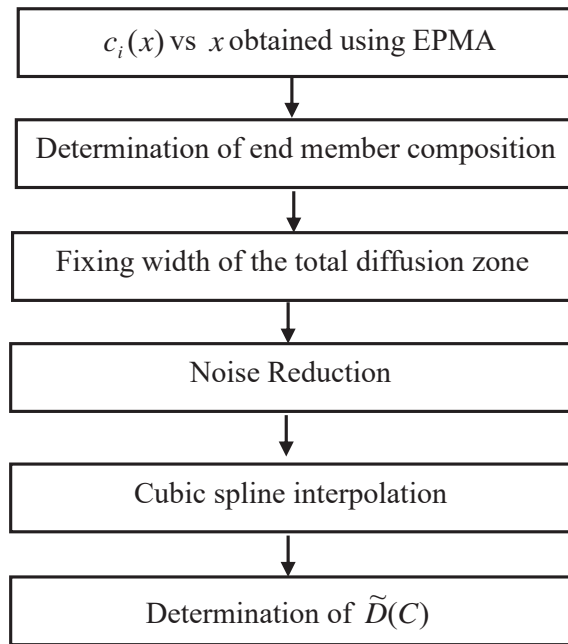 c_i(x) vs x obtained using EPMA
Determination of end member composition
Fixing width of the total diffusion zone
Noise Reduction
Cubic spline interpolation
Determination of D̃(C)